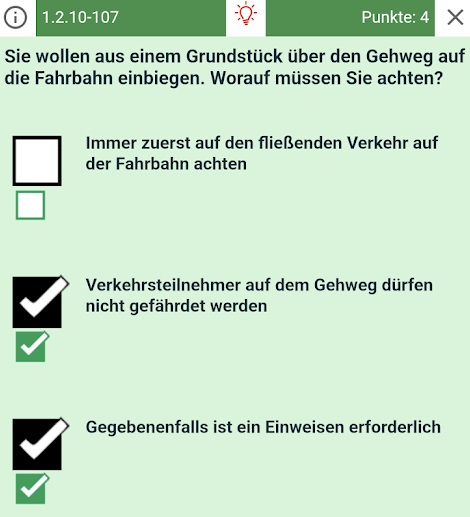 1.2.10-107 Punkte: 4
Sie wollen aus einem Grundstück über den Gehweg auf
die Fahrbahn einbiegen. Worauf müssen Sie achten?
Immer zuerst auf den fließenden Verkehr auf
der Fahrbahn achten
Verkehrsteilnehmer auf dem Gehweg dürfen
nicht gefährdet werden
Gegebenenfalls ist ein Einweisen erforderlich